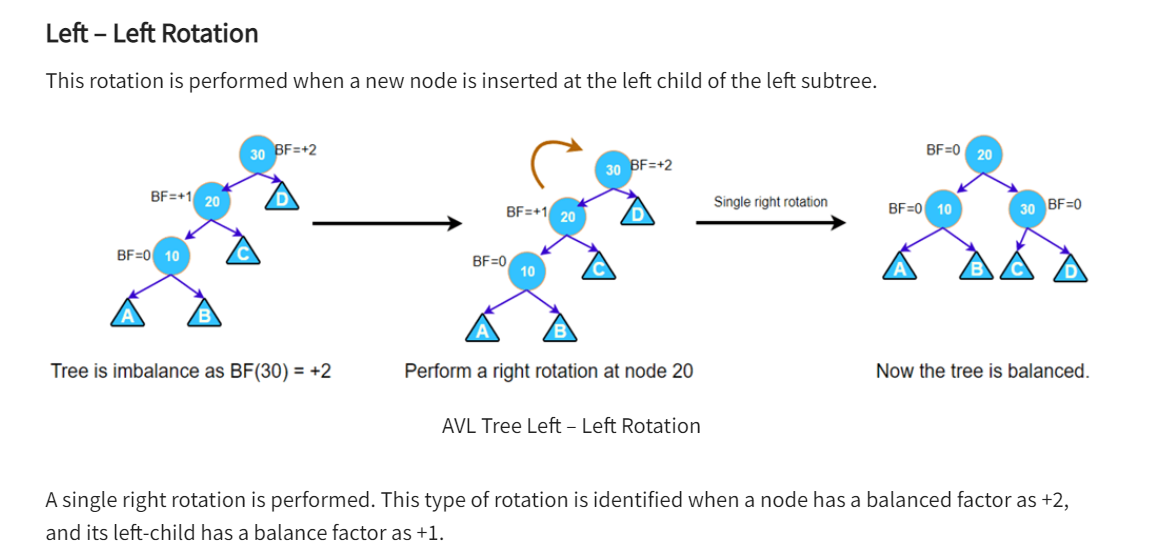 Left – Left Rotation
This rotation is performed when a new node is inserted at the left child of the left subtree.
30 BF=+2
BF=+1 20 D
BF=0 10 C
A B
Tree is imbalance as BF(30) = +2
30 BF=+2
BF=+1 20 D
BF=0 10 C
A B
Perform a right rotation at node 20
Single right rotation
BF=0 20
BF=0 10 30 BF=0
A B C D
Now the tree is balanced.
AVL Tree Left – Left Rotation
A single right rotation is performed. This type of rotation is identified when a node has a balanced factor as +2,
and its left-child has a balance factor as +1.